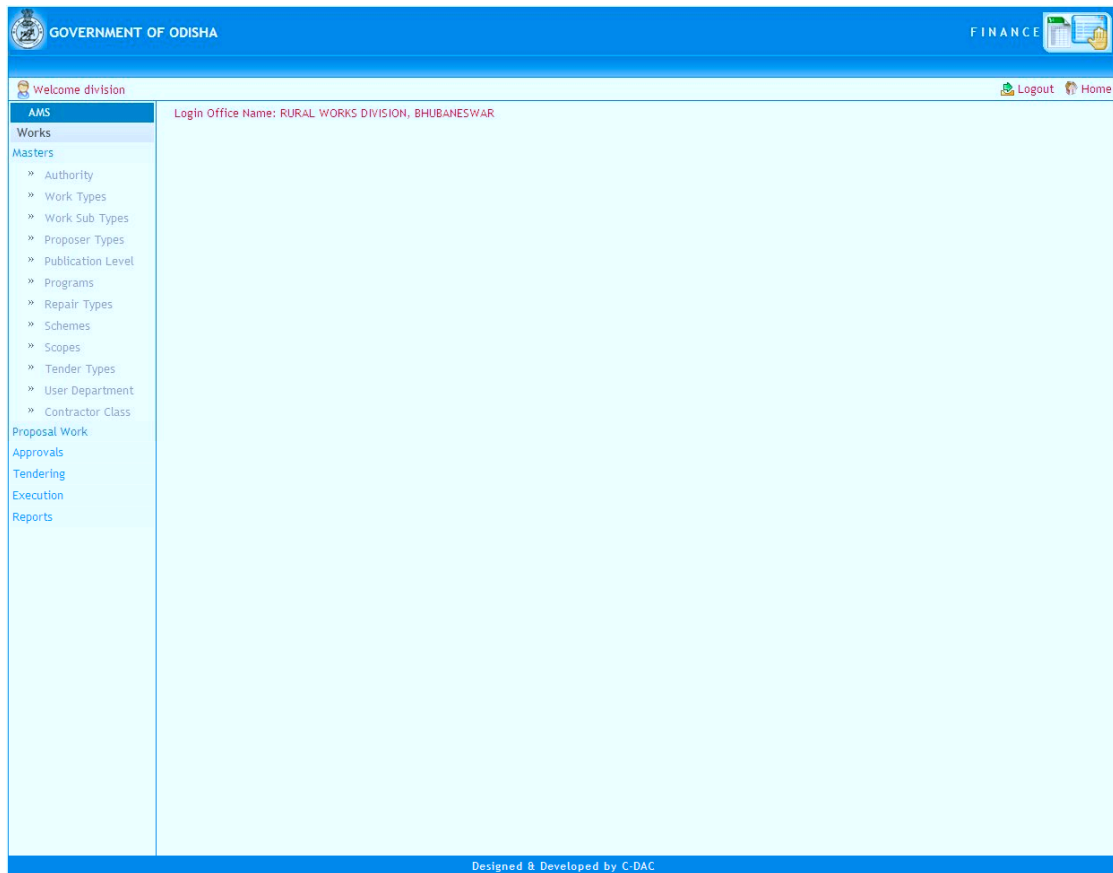 GOVERNMENT OF ODISHA
FINANCE
Welcome division
Logout Home
AMS
Login Office Name: RURAL WORKS DIVISION, BHUBANESWAR
Works
Masters
» Authority
» Work Types
» Work Sub Types
» Proposer Types
» Publication Level
» Programs
» Repair Types
» Schemes
» Scopes
» Tender Types
» User Department
» Contractor Class
Proposal Work
Approvals
Tendering
Execution
Reports
Designed & Developed by C-DAC